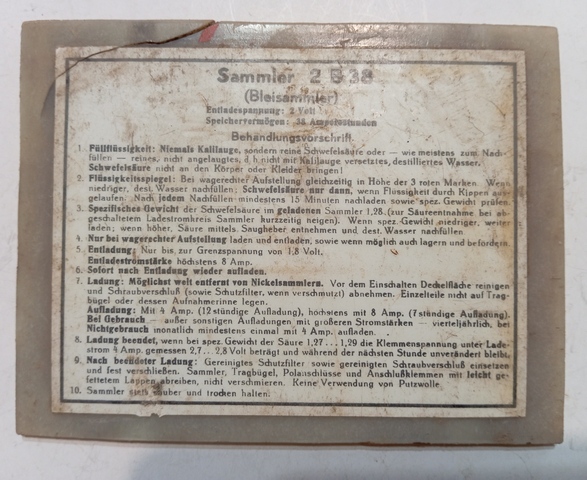 Sammler 2 B 38
(Bleisammler)
Entladespannung: 2 Volt
Speichervermögen: 38 Amperestunden
Behandlungsvorschrift.
1. Füllflüssigkeit: Niemals Kalilauge, sondern reine Schwefelsäure oder — wie meistens zum Nach-
füllen — reines, nicht angelaugtes, d. h. nicht mit Kalilauge versetztes, destilliertes Wasser.
Schwefelsäure nicht an den Körper oder Kleider bringen!
2. Flüssigkeitsspiegel: Bei wagerechter Aufstellung gleichzeitig in Höhe der 3 roten Marken. Wenn
niedriger, dest. Wasser nachfüllen; Schwefelsäure nur dann, wenn Flüssigkeit durch Kippen aus-
gelaufen. Nach jedem Nachfüllen mindestens 15 Minuten nachladen sowie spez. Gewicht prüfen.
3. Spezifisches Gewicht der Schwefelsäure im geladenen Sammler 1,28 (zur Säureentnahme bei ab-
geschaltetem Ladestromkreis Sammler kurzzeitig neigen). Wenn spez. Gewicht niedriger, weiter
laden; wenn höher, Säure mittels Saugheber entnehmen und dest. Wasser nachfüllen.
4. Nur bei wagerechter Aufstellung laden und entladen, sowie wenn möglich auch lagern und befördern.
5. Entladung: Nur bis zur Grenzspannung von 1,8 Volt.
Entladestromstärke höchstens 8 Amp.
6. Sofort nach Entladung wieder aufladen.
7. Ladung: Möglichst weit entfernt von Nickelsammlern. Vor dem Einschalten Deckelfläche reinigen
und Schraubverschluß (sowie Schutzfilter, wenn verschmutzt) abnehmen. Einzelteile nicht auf Trag-
bügel oder dessen Aufnahmerinne legen.
Aufladung: Mit 4 Amp. (12 stündige Aufladung), höchstens mit 8 Amp. (7 stündige Aufladung).
Bei Gebrauch — außer sonstigen Aufladungen mit größeren Stromstärken — vierteljährlich, bei
Nichtgebrauch monatlich mindestens einmal mit 4 Amp. aufladen.
8. Ladung beendet, wenn bei spez. Gewicht der Säure 1,27 ... 1,29 die Klemmenspannung unter Lade-
strom 4 Amp. gemessen 2,7 ... 2,8 Volt beträgt und während der nächsten Stunde unverändert bleibt.
9. Nach beendeter Ladung: Gereinigtes Schutzfilter sowie gereinigten Schraubverschluß einsetzen
und fest verschließen. Sammler, Tragbügel, Polanschlüsse und Anschlußklemmen mit leicht ge-
fettetem Lappen abreiben, nicht verschmieren. Keine Verwendung von Putzwolle.
10. Sammler stets sauber und trocken halten.